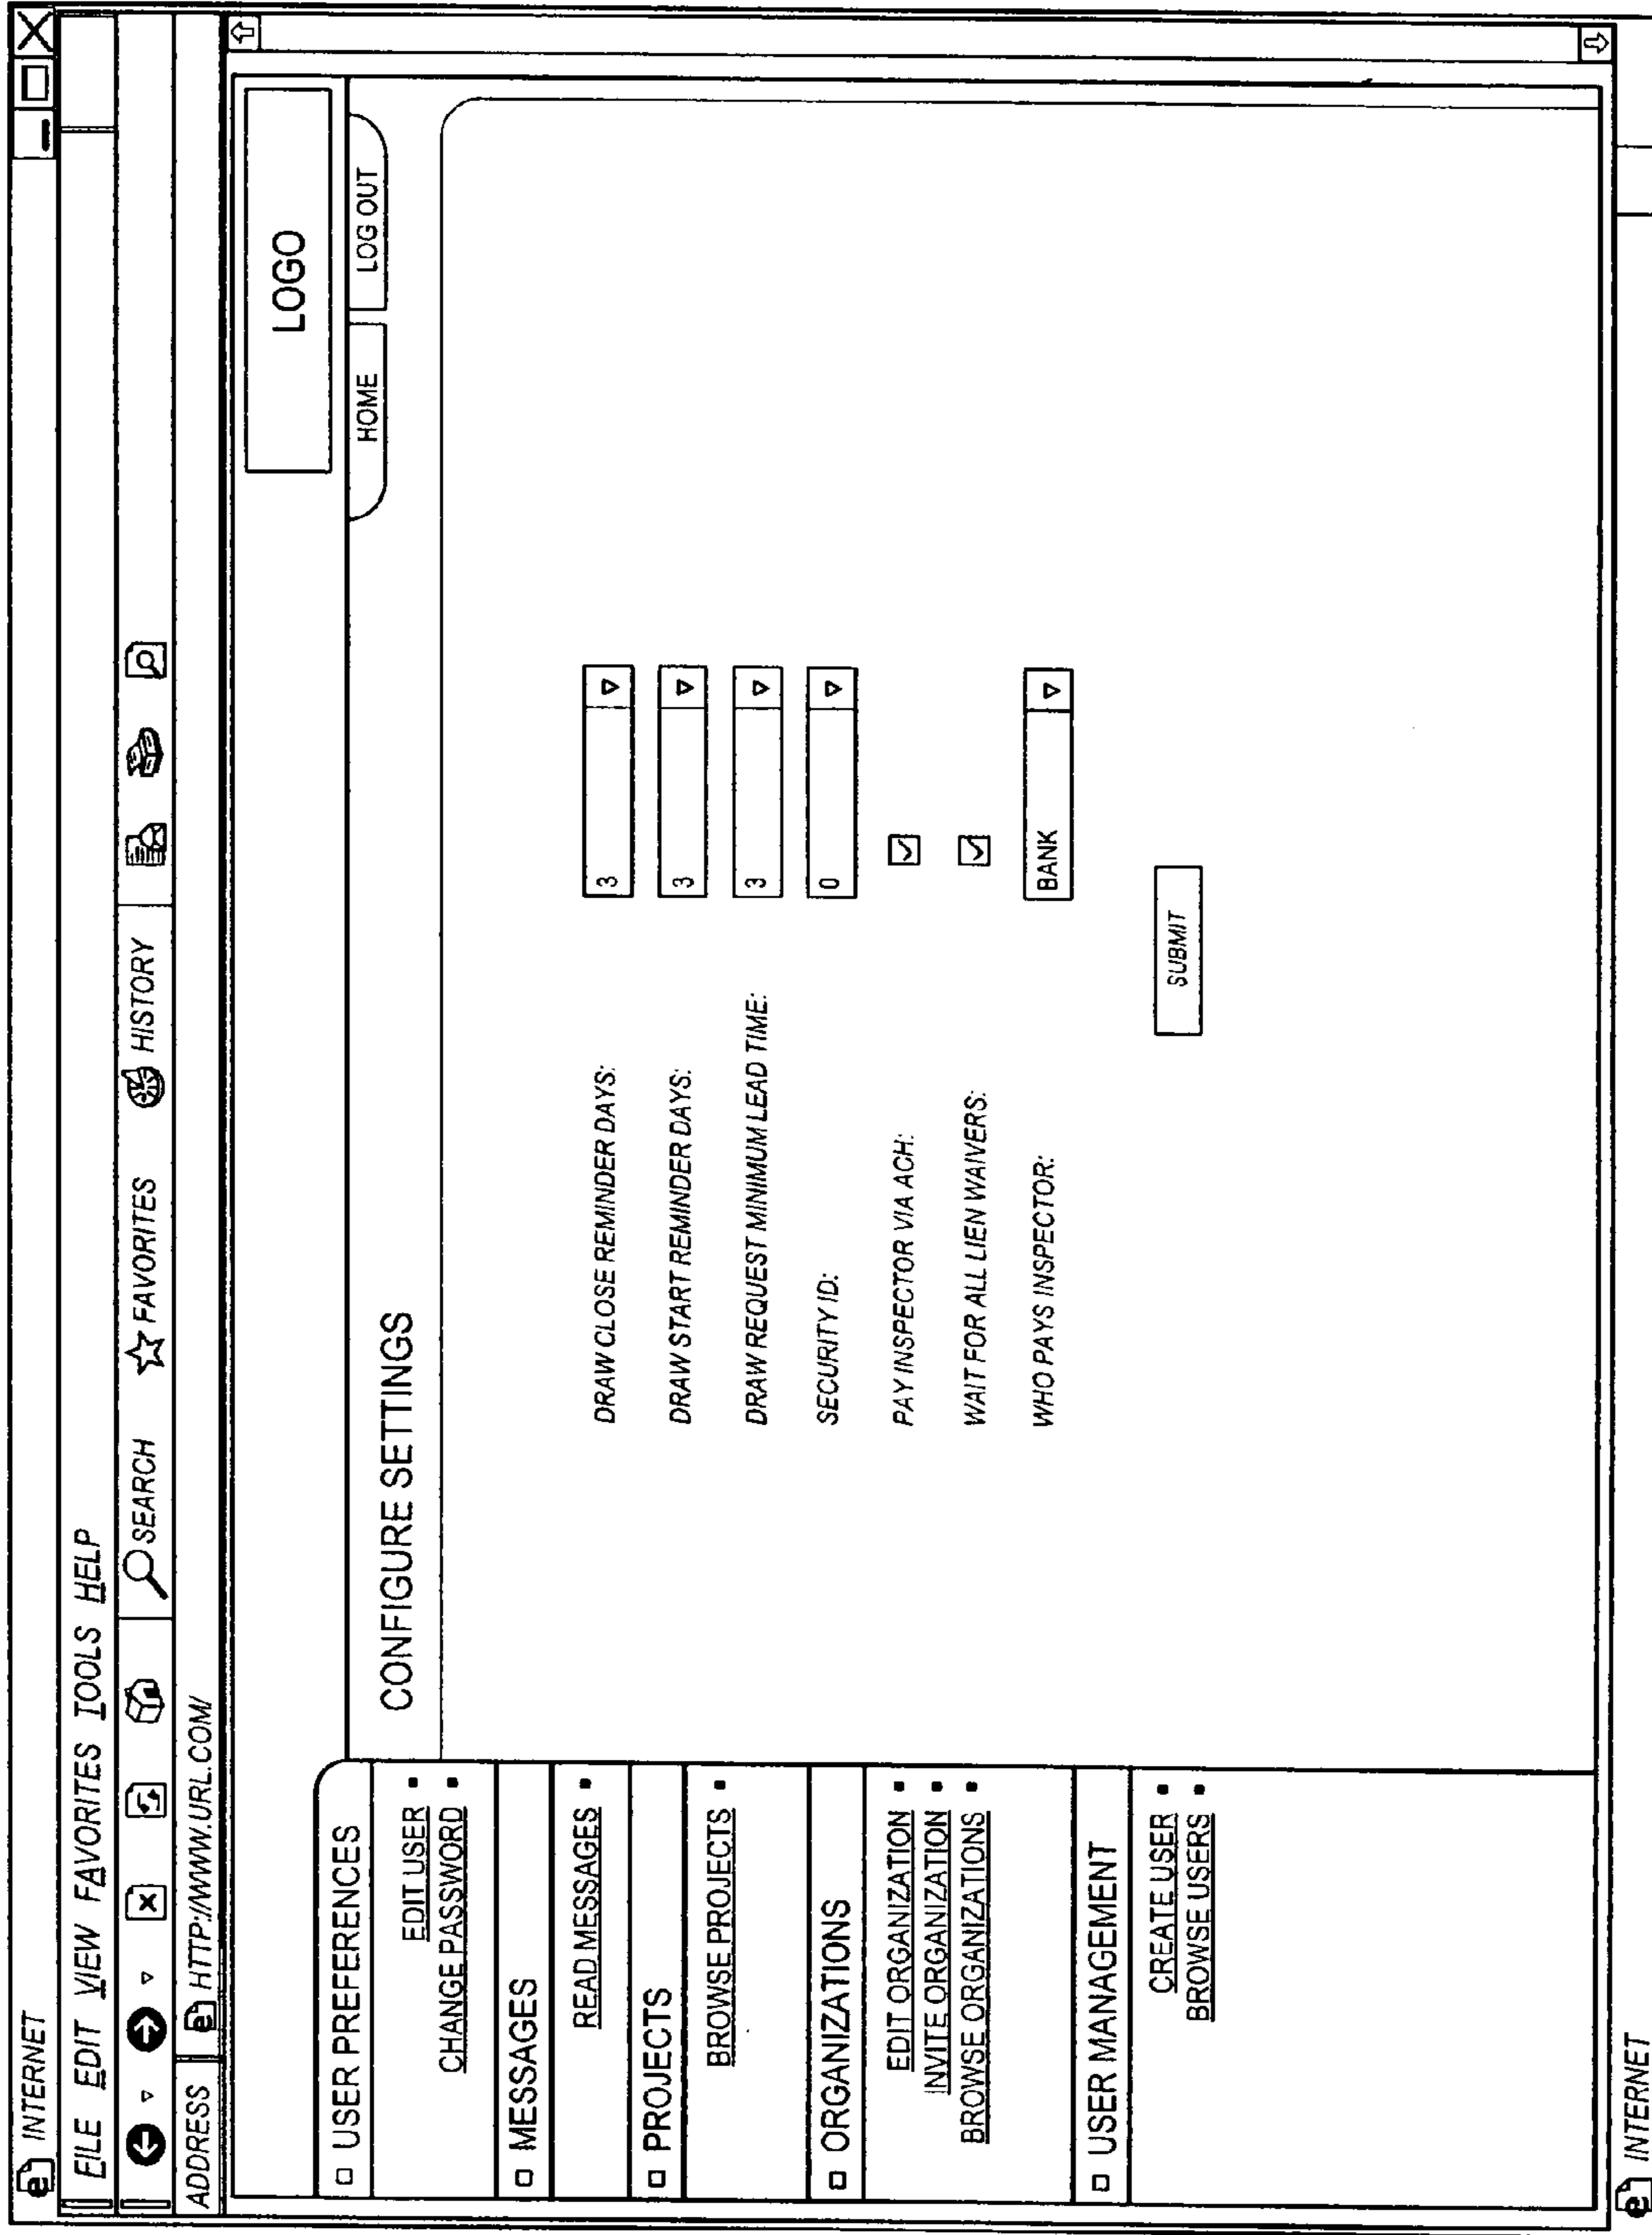 INTERNET
FILE EDIT VIEW FAVORITES TOOLS HELP
SEARCH FAVORITES HISTORY
ADDRESS HTTP://WWW.URL.COM/
LOGO
HOME LOG OUT
USER PREFERENCES
EDIT USER
CHANGE PASSWORD
MESSAGES
READ MESSAGES
PROJECTS
BROWSE PROJECTS
ORGANIZATIONS
EDIT ORGANIZATION
INVITE ORGANIZATION
BROWSE ORGANIZATIONS
USER MANAGEMENT
CREATE USER
BROWSE USERS
CONFIGURE SETTINGS
DRAW CLOSE REMINDER DAYS: 3
DRAW START REMINDER DAYS: 3
DRAW REQUEST MINIMUM LEAD TIME: 3
SECURITY ID: 0
PAY INSPECTOR VIA ACH:
WAIT FOR ALL LIEN WAIVERS:
WHO PAYS INSPECTOR: BANK
SUBMIT
INTERNET